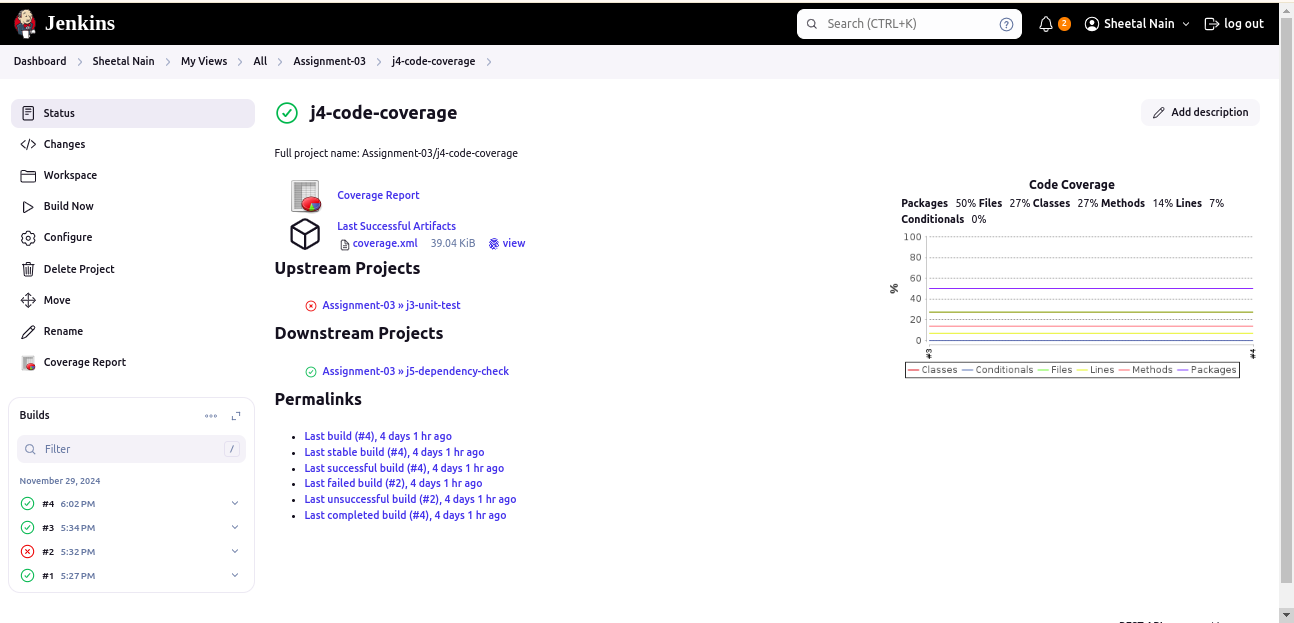 Jenkins
Search (CTRL+K)
?
2
Sheetal Nain
log out
Dashboard
Sheetal Nain
My Views
All
Assignment-03
j4-code-coverage
Status
Changes
Workspace
Build Now
Configure
Delete Project
Move
Rename
Coverage Report
Builds
Filter
/
November 29, 2024
#4 6:02 PM
#3 5:34 PM
#2 5:32 PM
#1 5:27 PM
j4-code-coverage
Add description
Full project name: Assignment-03/j4-code-coverage
Coverage Report
Last Successful Artifacts
coverage.xml 39.04 KiB view
Upstream Projects
Assignment-03 » j3-unit-test
Downstream Projects
Assignment-03 » j5-dependency-check
Permalinks
Last build (#4), 4 days 1 hr ago
Last stable build (#4), 4 days 1 hr ago
Last successful build (#4), 4 days 1 hr ago
Last failed build (#2), 4 days 1 hr ago
Last unsuccessful build (#2), 4 days 1 hr ago
Last completed build (#4), 4 days 1 hr ago
Code Coverage
Packages 50% Files 27% Classes 27% Methods 14% Lines 7%
Conditionals 0%
100
80
60
40
20
0
%
#3
#4
Classes Conditionals Files Lines Methods Packages